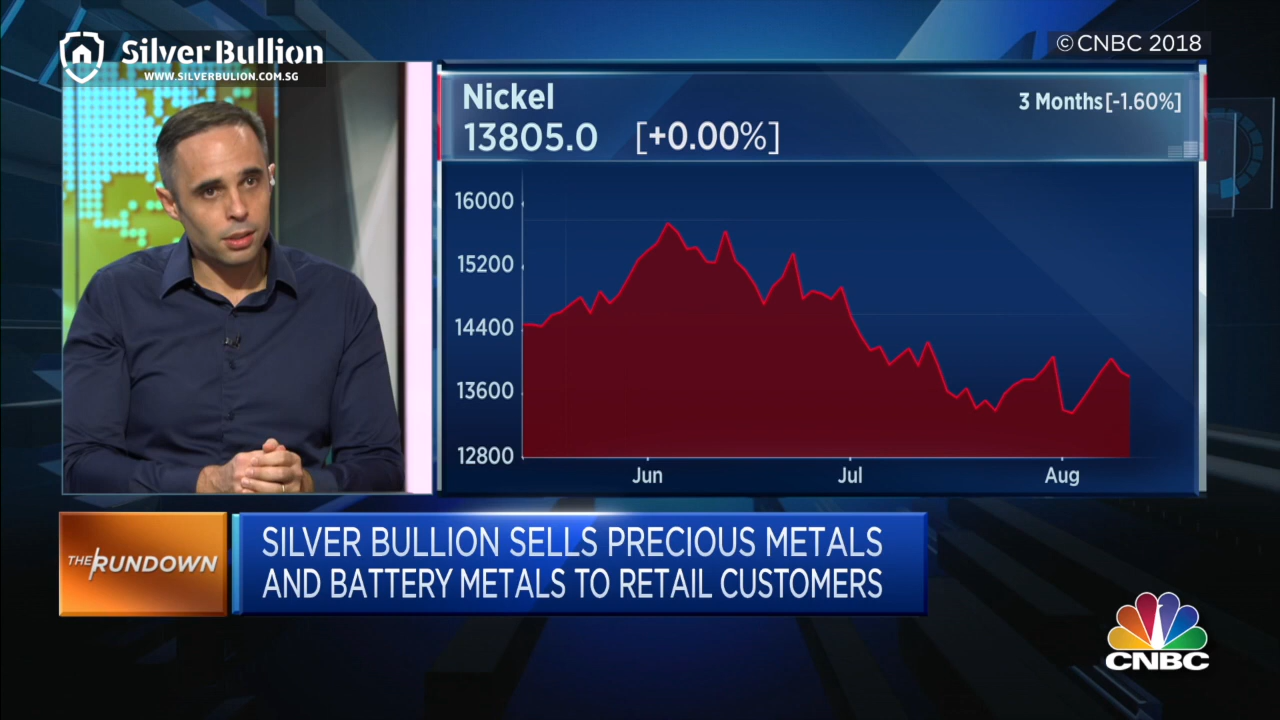 Silver Bullion
WWW.SILVERBULION.COM.SG
©CNBC 2018
Nickel
3 Months[-1.60%]
13805.0 [+0.00%]
16000
15200
14400
13600
12800
Jun Jul Aug
THE RUNDOWN
SILVER BULLION SELLS PRECIOUS METALS
AND BATTERY METALS TO RETAIL CUSTOMERS
CNBC